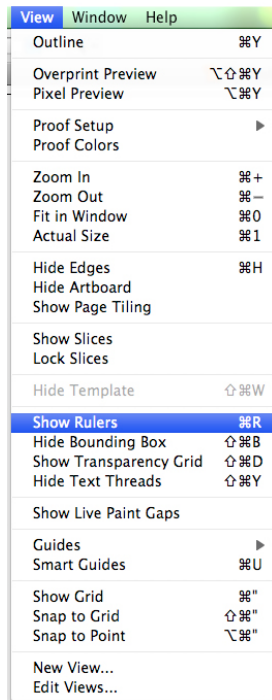 View Window Help
Outline ⌘Y
Overprint Preview ⌥⇧⌘Y
Pixel Preview ⌥⌘Y
Proof Setup ▶
Proof Colors
Zoom In ⌘+
Zoom Out ⌘−
Fit in Window ⌘0
Actual Size ⌘1
Hide Edges ⌘H
Hide Artboard
Show Page Tiling
Show Slices
Lock Slices
Hide Template ⇧⌘W
Show Rulers ⌘R
Hide Bounding Box ⇧⌘B
Show Transparency Grid ⇧⌘D
Hide Text Threads ⇧⌘Y
Show Live Paint Gaps
Guides ▶
Smart Guides ⌘U
Show Grid ⌘"
Snap to Grid ⇧⌘"
Snap to Point ⌥⌘"
New View...
Edit Views...